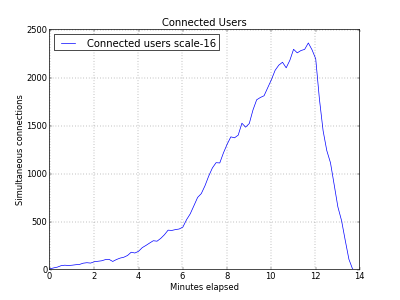 Connected Users
Connected users scale-16
Simultaneous connections
2500
2000
1500
1000
500
0
0 2 4 6 8 10 12 14
Minutes elapsed